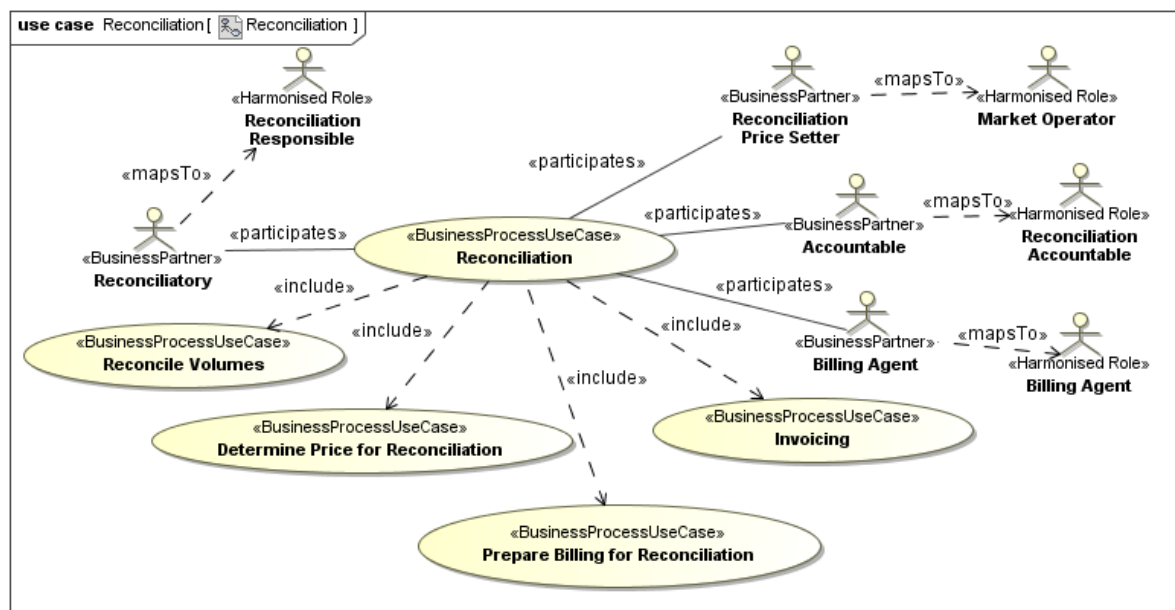 use case Reconciliation [ Reconciliation ]
«Harmonised Role»
Reconciliation
Responsible
«mapsTo»
«BusinessPartner»
Reconciliatory
«participates»
«BusinessPartner»
Reconciliation
Price Setter
«mapsTo»
«Harmonised Role»
Market Operator
«participates»
«BusinessPartner»
Accountable
«mapsTo»
«Harmonised Role»
Reconciliation
Accountable
«participates»
«BusinessProcessUseCase»
Reconciliation
«participates»
«BusinessPartner»
Billing Agent
«mapsTo»
«Harmonised Role»
Billing Agent
«include»
«BusinessProcessUseCase»
Reconcile Volumes
«include»
«BusinessProcessUseCase»
Determine Price for Reconciliation
«include»
«BusinessProcessUseCase»
Prepare Billing for Reconciliation
«include»
«BusinessProcessUseCase»
Invoicing